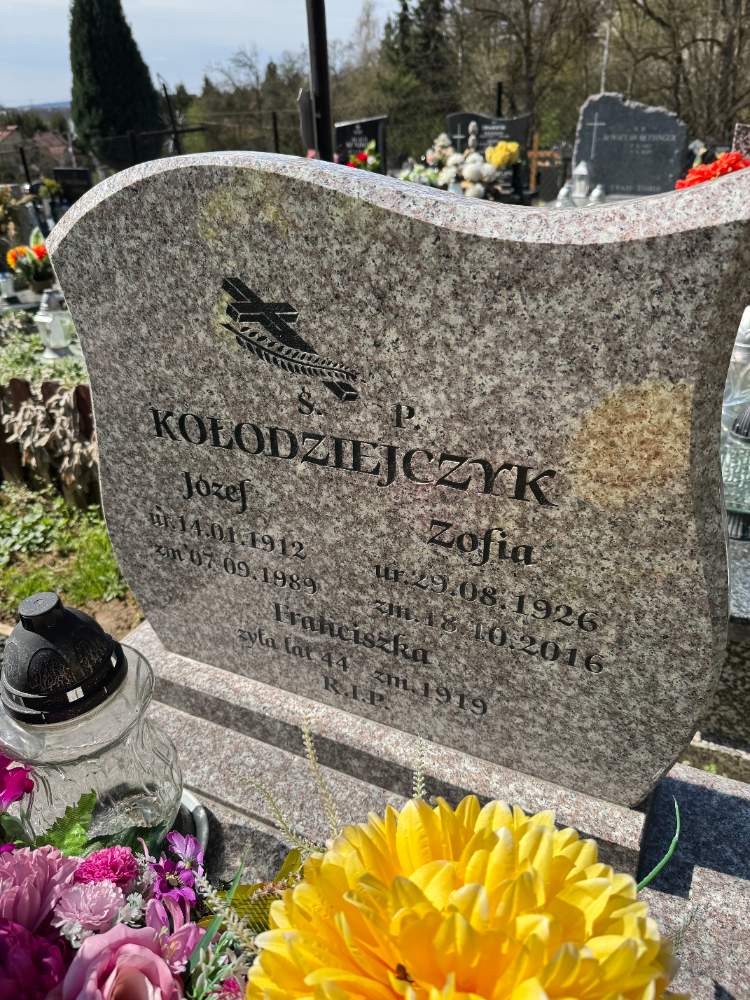 Ś. P.
KOŁODZIEJCZYK
Józef
ur.14.01.1912
zm 07 09.1989
Zofia
ur.29.08.1926
zm.18.10.2016
Franciszka
żyła lat 44 zm.1919
R.I.P.